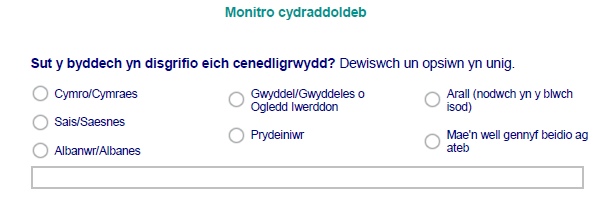 Monitro cydraddoldeb
Sut y byddech yn disgrifio eich cenedligrwydd? Dewiswch un opsiwn yn unig.
Cymro/Cymraes
Sais/Saesnes
Albanwr/Albanes
Gwyddel/Gwyddeles o
Ogledd Iwerddon
Prydeiniwr
Arall (nodwch yn y blwch
isod)
Mae'n well gennyf beidio ag
ateb